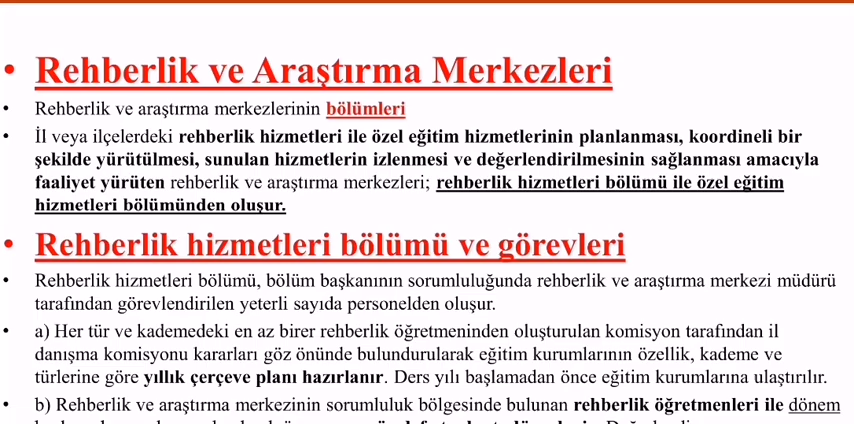 • Rehberlik ve Araştırma Merkezleri
• Rehberlik ve araştırma merkezlerinin bölümleri
• İl veya ilçelerdeki rehberlik hizmetleri ile özel eğitim hizmetlerinin planlanması, koordineli bir
şekilde yürütülmesi, sunulan hizmetlerin izlenmesi ve değerlendirilmesinin sağlanması amacıyla
faaliyet yürüten rehberlik ve araştırma merkezleri; rehberlik hizmetleri bölümü ile özel eğitim
hizmetleri bölümünden oluşur.
• Rehberlik hizmetleri bölümü ve görevleri
• Rehberlik hizmetleri bölümü, bölüm başkanının sorumluluğunda rehberlik ve araştırma merkezi müdürü
tarafından görevlendirilen yeterli sayıda personelden oluşur.
• a) Her tür ve kademedeki en az birer rehberlik öğretmeninden oluşturulan komisyon tarafından il
danışma komisyonu kararları göz önünde bulundurularak eğitim kurumlarının özellik, kademe ve
türlerine göre yıllık çerçeve planı hazırlanır. Ders yılı başlamadan önce eğitim kurumlarına ulaştırılır.
• b) Rehberlik ve araştırma merkezinin sorumluluk bölgesinde bulunan rehberlik öğretmenleri ile dönem